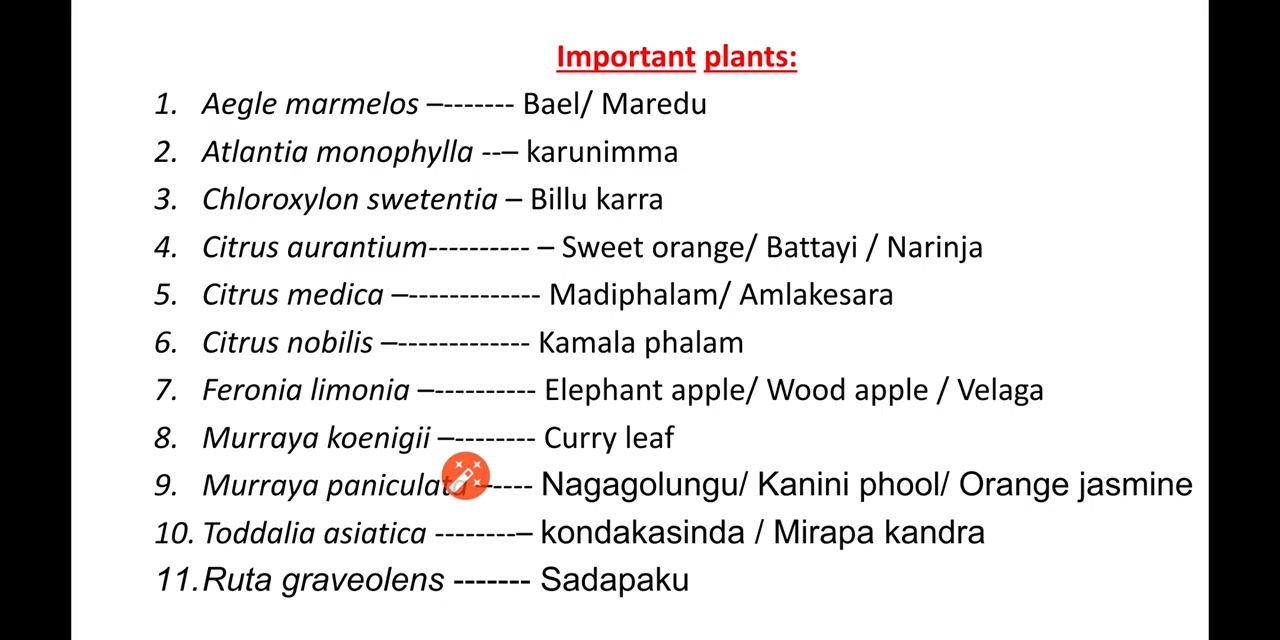 Important plants:
1. Aegle marmelos –------- Bael/ Maredu
2. Atlantia monophylla --– karunimma
3. Chloroxylon swetentia – Billu karra
4. Citrus aurantium---------- – Sweet orange/ Battayi / Narinja
5. Citrus medica –------------- Madiphalam/ Amlakesara
6. Citrus nobilis –------------- Kamala phalam
7. Feronia limonia –---------- Elephant apple/ Wood apple / Velaga
8. Murraya koenigii –-------- Curry leaf
9. Murraya paniculata –---- Nagagolungu/ Kanini phool/ Orange jasmine
10. Toddalia asiatica --------– kondakasinda / Mirapa kandra
11. Ruta graveolens ------- Sadapaku